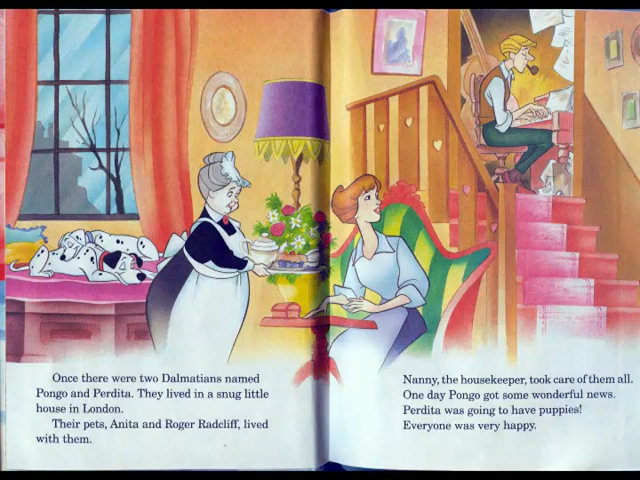 Once there were two Dalmatians named
Pongo and Perdita. They lived in a snug little
house in London.
Their pets, Anita and Roger Radcliff, lived
with them.
Nanny, the housekeeper, took care of them all.
One day Pongo got some wonderful news.
Perdita was going to have puppies!
Everyone was very happy.